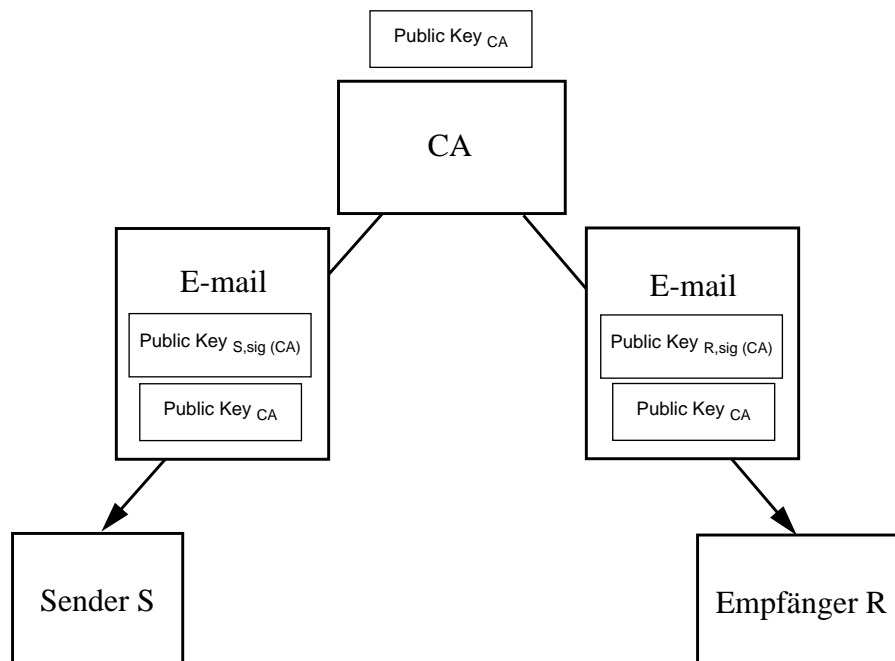 Public Key CA
CA
E-mail
Public Key S,sig (CA)
Public Key CA
E-mail
Public Key R,sig (CA)
Public Key CA
Sender S
Empfänger R